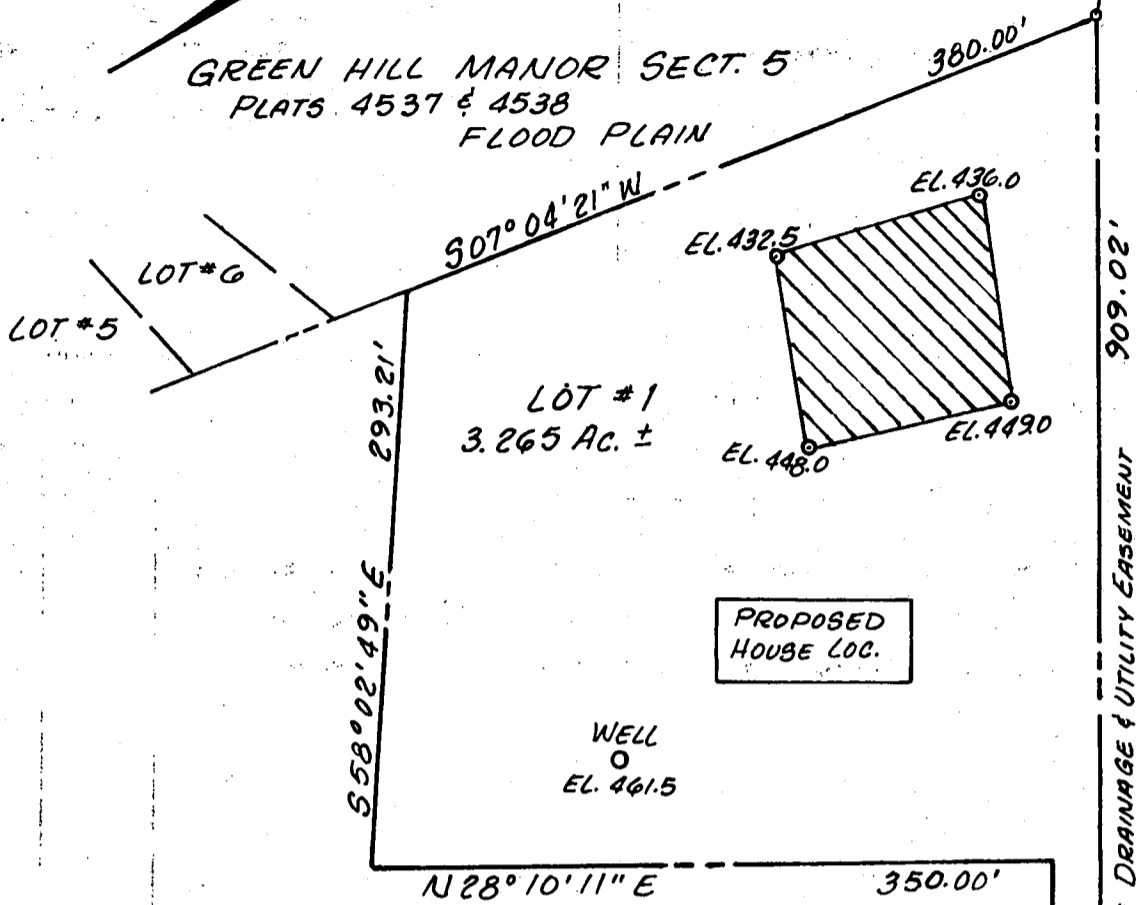 GREEN HILL MANOR SECT. 5
PLATS 4537 & 4538
FLOOD PLAIN
380.00'
S07° 04' 21" W
EL. 436.0
EL. 432.5
LOT #6
LOT #5
909.02'
293.21'
LOT #1
3.265 Ac. ±
EL. 449.0
EL. 448.0
S 58° 02' 49" E
DRAINAGE & UTILITY EASEMENT
PROPOSED
HOUSE LOC.
WELL
EL. 461.5
N 28° 10' 11" E
350.00'